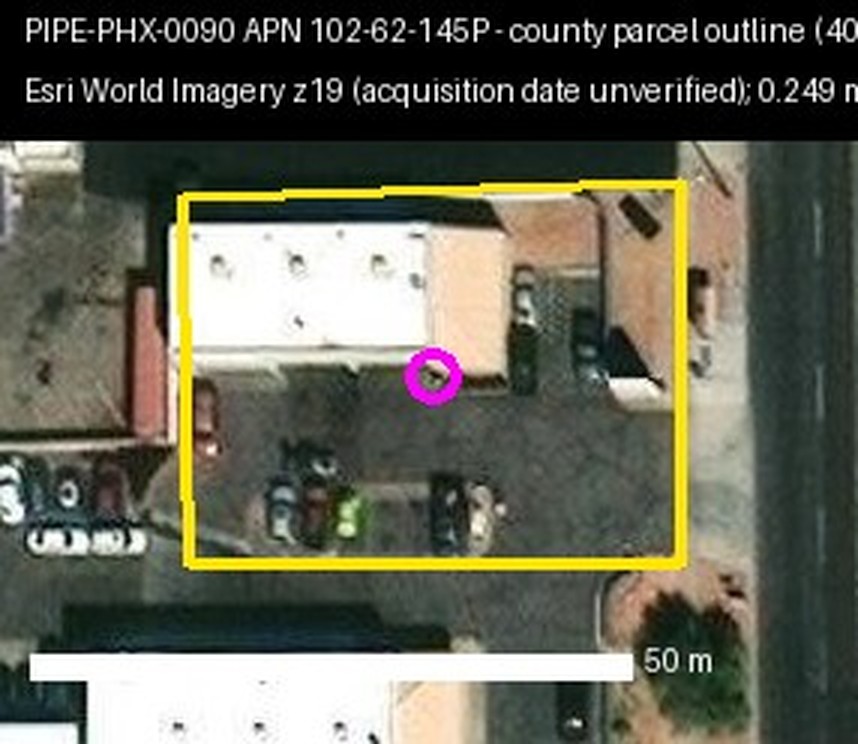 PIPE-PHX-0090 APN 102-62-145P - county parcel outline (40
Esri World Imagery z19 (acquisition date unverified); 0.249 m
50 m